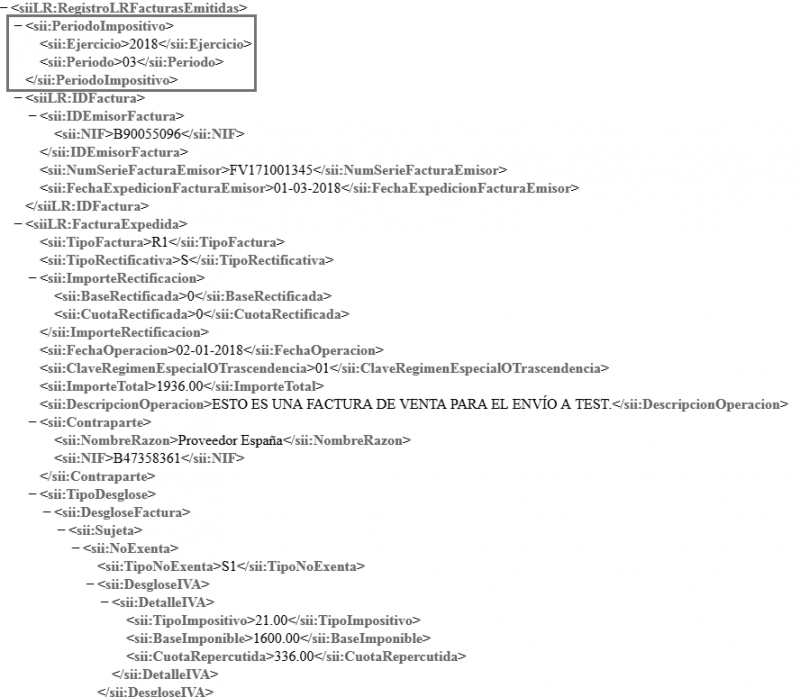 − <siiLR:RegistroLRFacturasEmitidas>
− <sii:PeriodoImpositivo>
<sii:Ejercicio>2018</sii:Ejercicio>
<sii:Periodo>03</sii:Periodo>
</sii:PeriodoImpositivo>
− <siiLR:IDFactura>
− <sii:IDEmisorFactura>
<sii:NIF>B90055096</sii:NIF>
</sii:IDEmisorFactura>
<sii:NumSerieFacturaEmisor>FV171001345</sii:NumSerieFacturaEmisor>
<sii:FechaExpedicionFacturaEmisor>01-03-2018</sii:FechaExpedicionFacturaEmisor>
</siiLR:IDFactura>
− <siiLR:FacturaExpedida>
<sii:TipoFactura>R1</sii:TipoFactura>
<sii:TipoRectificativa>S</sii:TipoRectificativa>
− <sii:ImporteRectificacion>
<sii:BaseRectificada>0</sii:BaseRectificada>
<sii:CuotaRectificada>0</sii:CuotaRectificada>
</sii:ImporteRectificacion>
<sii:FechaOperacion>02-01-2018</sii:FechaOperacion>
<sii:ClaveRegimenEspecialOTrascendencia>01</sii:ClaveRegimenEspecialOTrascendencia>
<sii:ImporteTotal>1936.00</sii:ImporteTotal>
<sii:DescripcionOperacion>ESTO ES UNA FACTURA DE VENTA PARA EL ENVÍO A TEST.</sii:DescripcionOperacion>
− <sii:Contraparte>
<sii:NombreRazon>Proveedor España</sii:NombreRazon>
<sii:NIF>B47358361</sii:NIF>
</sii:Contraparte>
− <sii:TipoDesglose>
− <sii:DesgloseFactura>
− <sii:Sujeta>
− <sii:NoExenta>
<sii:TipoNoExenta>S1</sii:TipoNoExenta>
− <sii:DesgloseIVA>
− <sii:DetalleIVA>
<sii:TipoImpositivo>21.00</sii:TipoImpositivo>
<sii:BaseImponible>1600.00</sii:BaseImponible>
<sii:CuotaRepercutida>336.00</sii:CuotaRepercutida>
</sii:DetalleIVA>
</sii:DesgloseIVA>